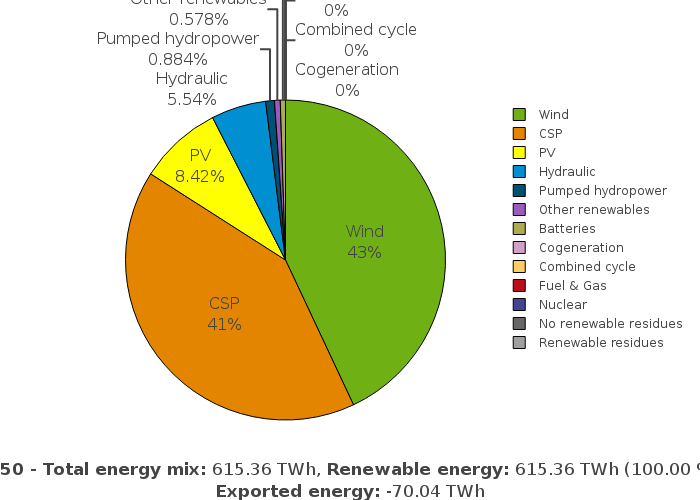 Other renewables
0.578%
0%
Combined cycle
0%
Pumped hydropower
0.884%
Cogeneration
0%
Hydraulic
5.54%
PV
8.42%
Wind
43%
CSP
41%
Wind
CSP
PV
Hydraulic
Pumped hydropower
Other renewables
Batteries
Cogeneration
Combined cycle
Fuel & Gas
Nuclear
No renewable residues
Renewable residues
50 - Total energy mix: 615.36 TWh, Renewable energy: 615.36 TWh (100.00 %
Exported energy: -70.04 TWh